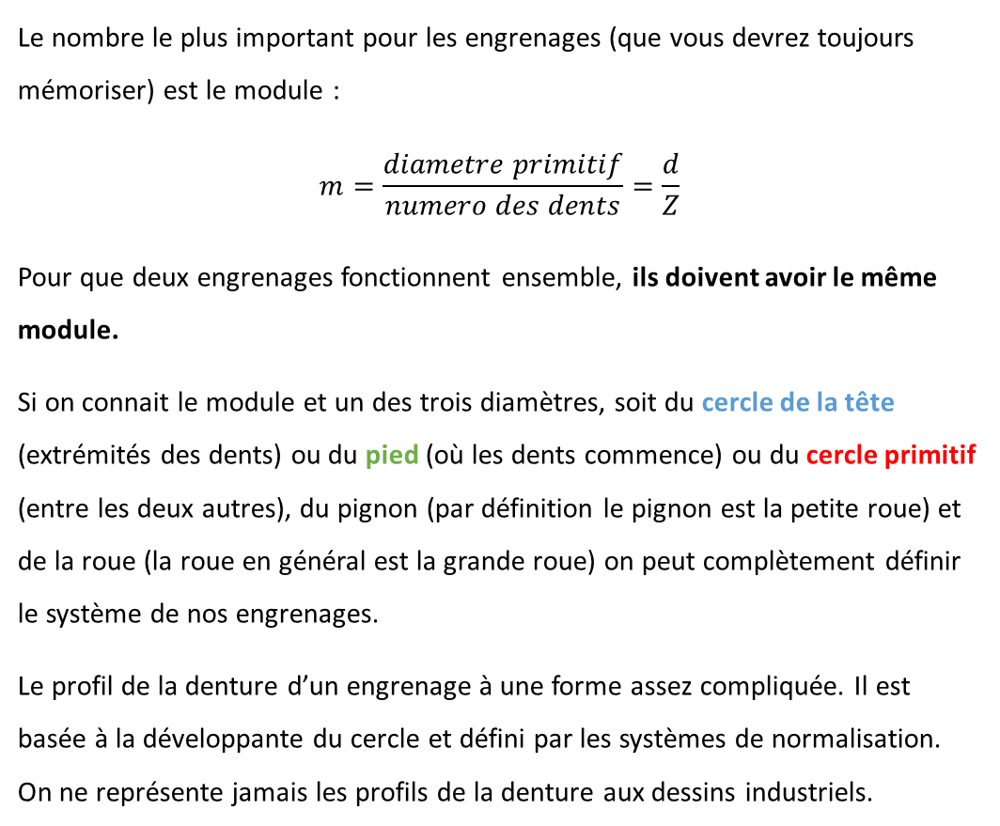 Le nombre le plus important pour les engrenages (que vous devrez toujours
mémoriser) est le module :
m = diametre primitif / numero des dents = d / Z
Pour que deux engrenages fonctionnent ensemble, ils doivent avoir le même
module.
Si on connait le module et un des trois diamètres, soit du cercle de la tête
(extrémités des dents) ou du pied (où les dents commence) ou du cercle primitif
(entre les deux autres), du pignon (par définition le pignon est la petite roue) et
de la roue (la roue en général est la grande roue) on peut complètement définir
le système de nos engrenages.
Le profil de la denture d’un engrenage à une forme assez compliquée. Il est
basée à la développante du cercle et défini par les systèmes de normalisation.
On ne représente jamais les profils de la denture aux dessins industriels.